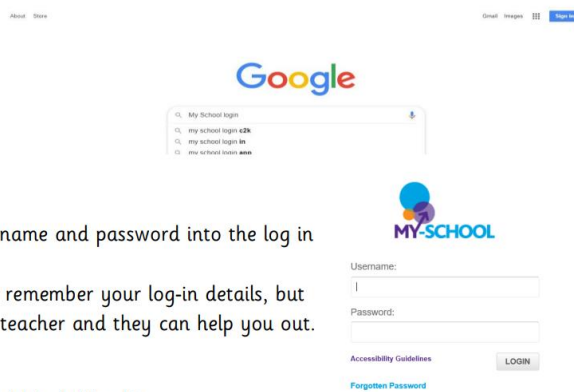 About Store
Gmail Images
Sign in
Google
My School login
my school login c2k
my school login in
my school login app
MY-SCHOOL
name and password into the log in
remember your log-in details, but
teacher and they can help you out.
Username:
Password:
Accessibility Guidelines
LOGIN
Forgotten Password